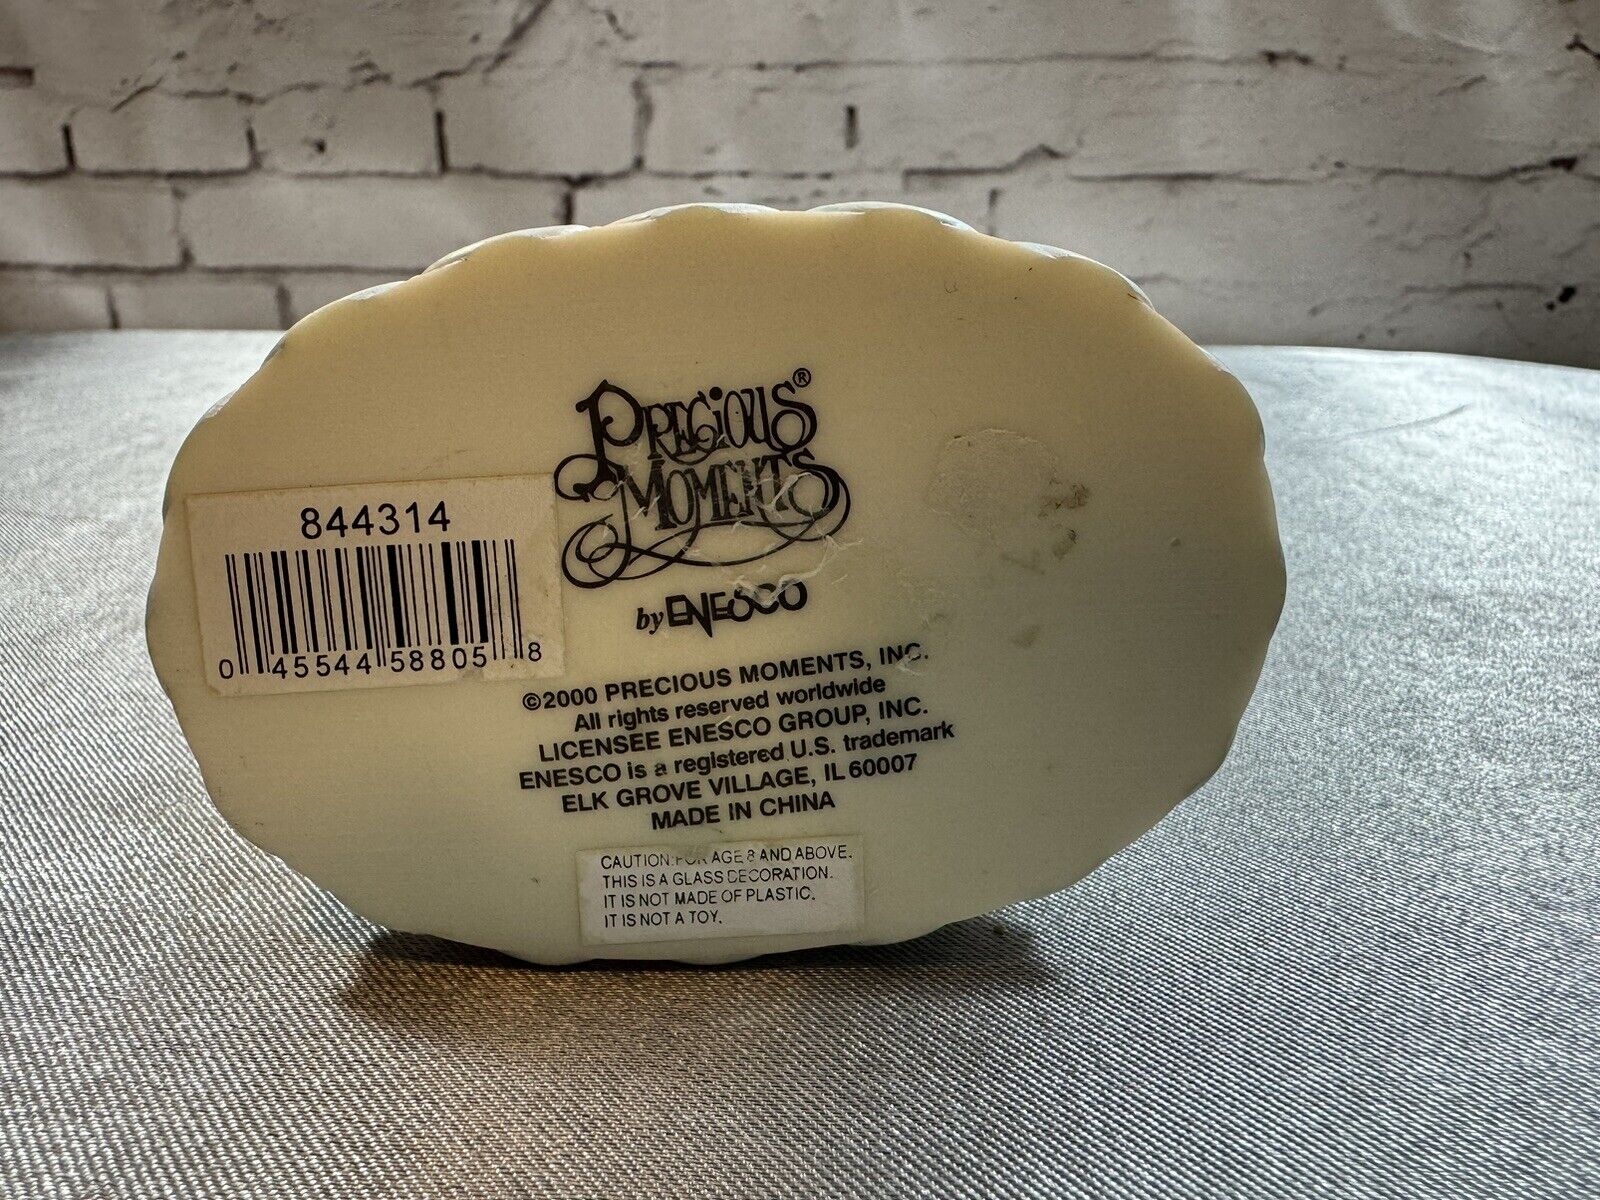 844314
0 45544 58805 8
PRECIOUS®
MOMENTS
by ENESCO
©2000 PRECIOUS MOMENTS, INC.
All rights reserved worldwide
LICENSEE ENESCO GROUP, INC.
ENESCO is a registered U.S. trademark
ELK GROVE VILLAGE, IL 60007
MADE IN CHINA
CAUTION: FOR AGE 8 AND ABOVE.
THIS IS A GLASS DECORATION.
IT IS NOT MADE OF PLASTIC.
IT IS NOT A TOY.